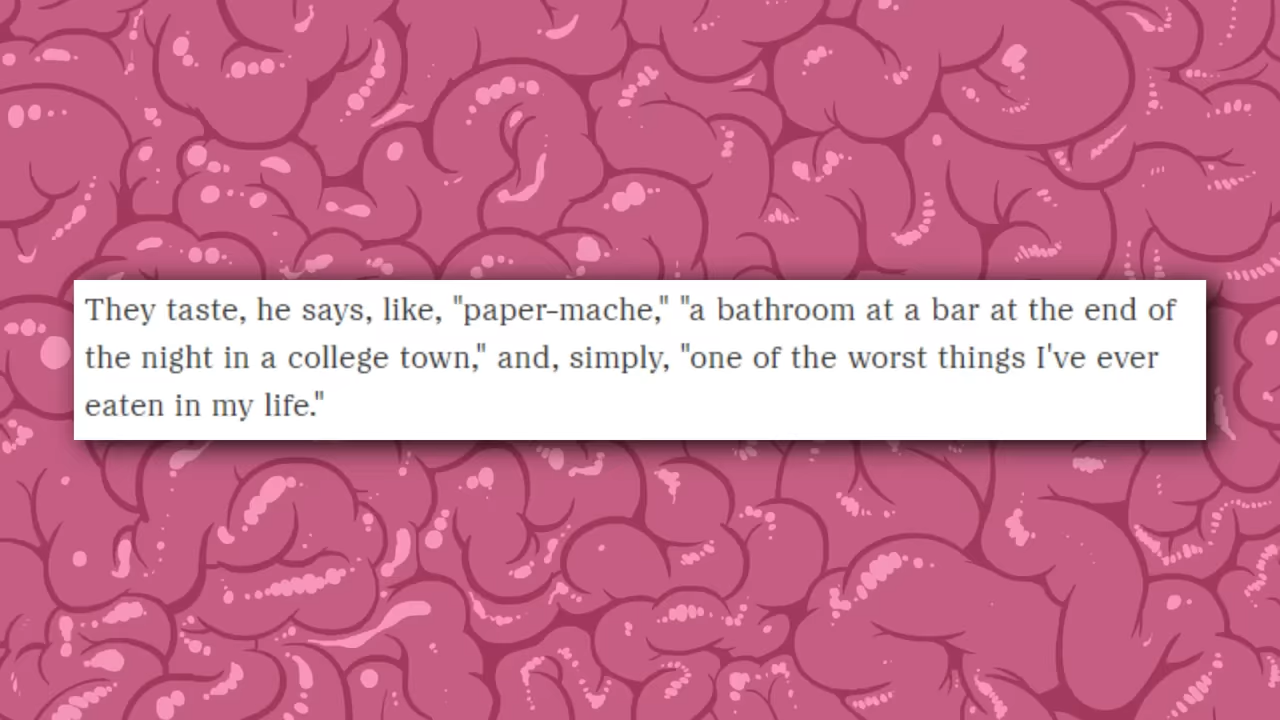 They taste, he says, like, "paper-mache," "a bathroom at a bar at the end of
the night in a college town," and, simply, "one of the worst things I've ever
eaten in my life."